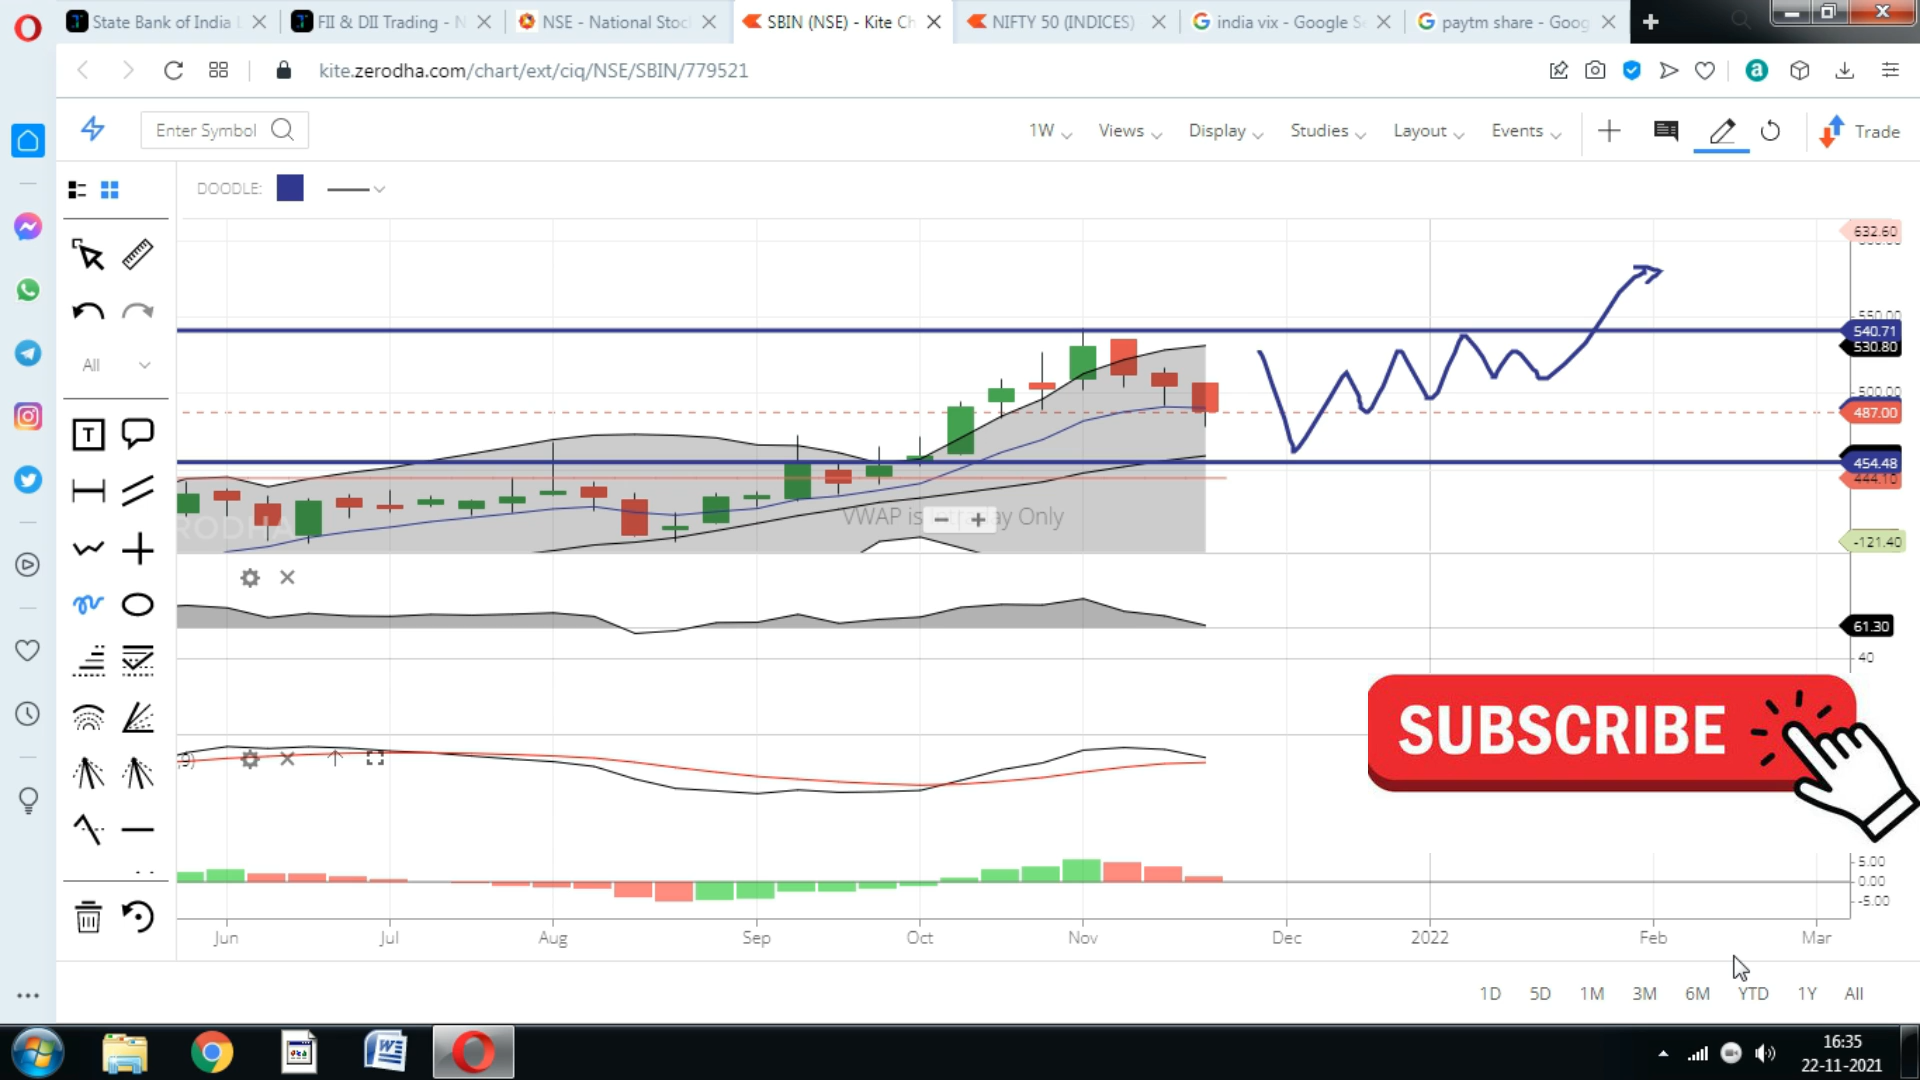 State Bank of India L
FII & DII Trading - N
NSE - National Stoc
SBIN (NSE) - Kite Ch
NIFTY 50 (INDICES)
india vix - Google Se
paytm share - Goog
kite.zerodha.com/chart/ext/ciq/NSE/SBIN/779521
Enter Symbol
1W
Views
Display
Studies
Layout
Events
Trade
DOODLE:
All
T
632.60
550.00
540.71
530.80
500.00
487.00
454.48
444.10
-121.40
RODHA
VWAP is Intraday Only
61.30
40
,9)
SUBSCRIBE
5.00
0.00
-5.00
Jun
Jul
Aug
Sep
Oct
Nov
Dec
2022
Feb
Mar
1D
5D
1M
3M
6M
YTD
1Y
All
16:35
22-11-2021